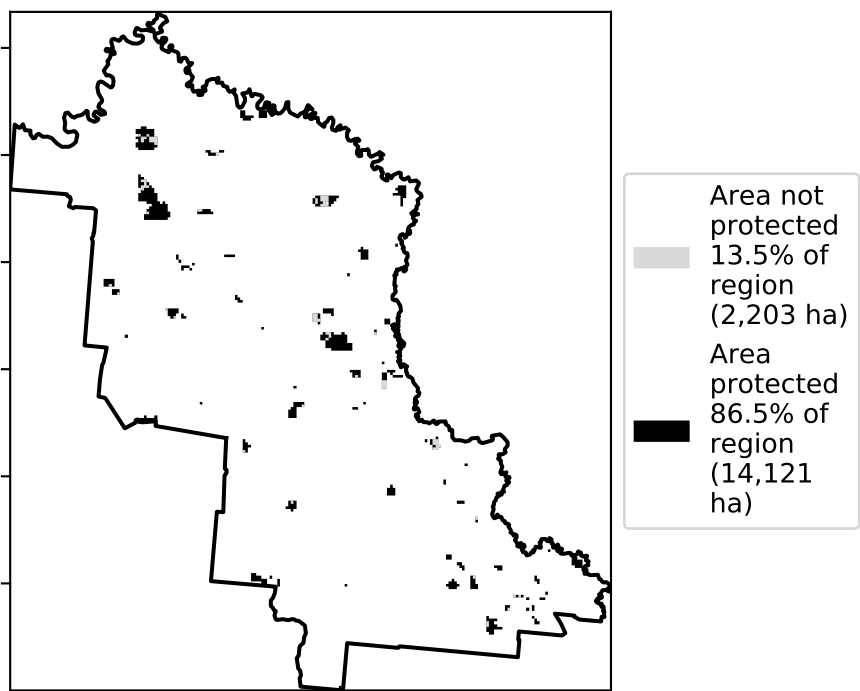 Area not
protected
13.5% of
region
(2,203 ha)
Area
protected
86.5% of
region
(14,121
ha)